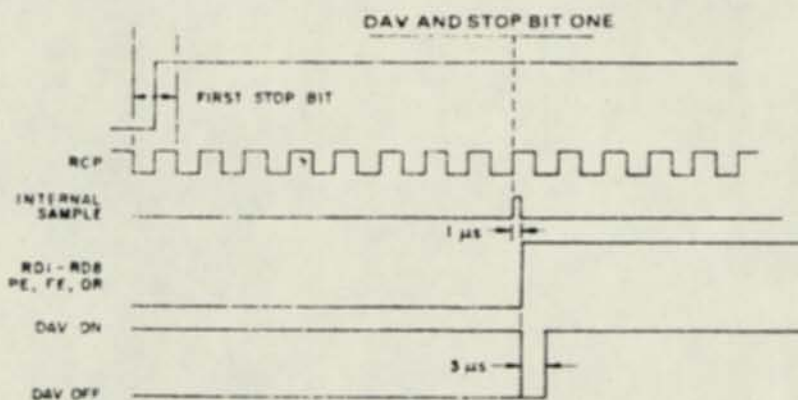 DAV AND STOP BIT ONE
FIRST STOP BIT
RCP
INTERNAL
SAMPLE
1 µs
RD1-RD8
PE, FE, OR
DAV ON
3 µs
DAV OFF